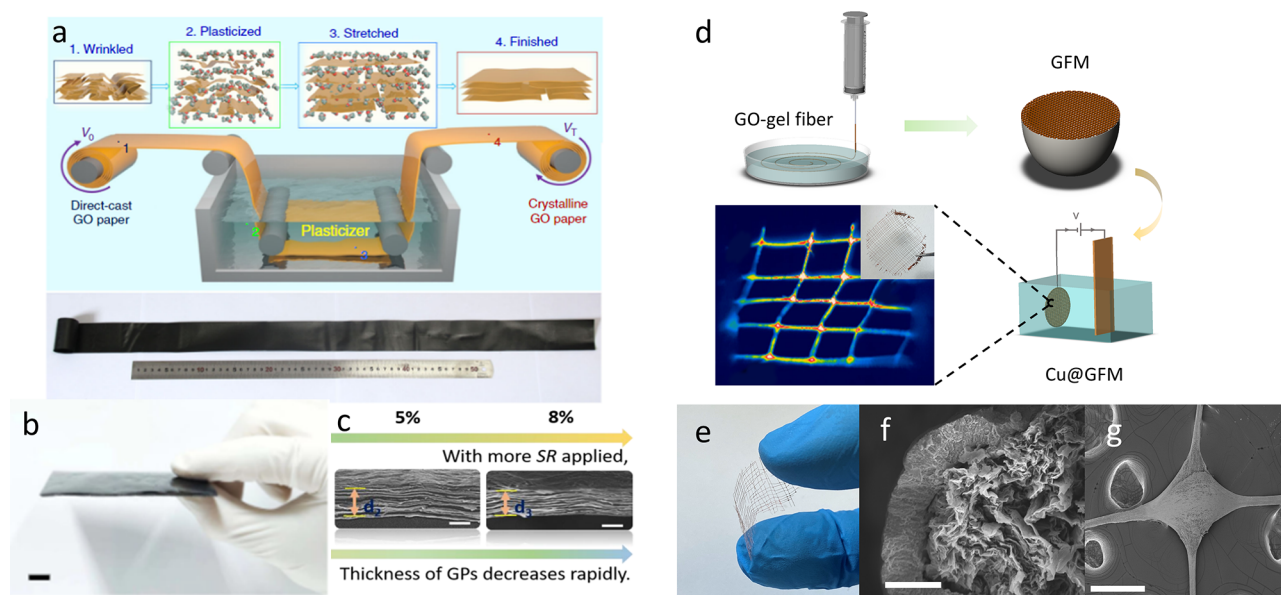 a
1. Wrinkled
2. Plasticized
3. Stretched
4. Finished
V0
1
4
VT
Direct-cast
GO paper
Plasticizer
2
3
Crystalline
GO paper
b
c
5%
8%
With more SR applied,
d2
d3
Thickness of GPs decreases rapidly.
d
GO-gel fiber
GFM
V
Cu@GFM
e
f
g